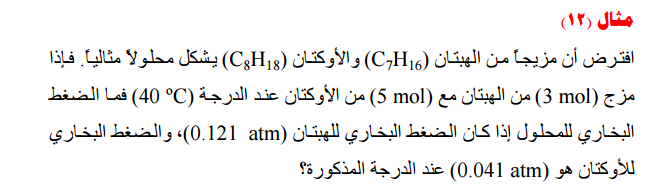 مثال (١٢)
افترض أن مزيجاً من الهبتان (C₇H₁₆) والأوكتان (C₈H₁₈) يشكل محلولاً مثالياً. فإذا
مزج (3 mol) من الهبتان مع (5 mol) من الأوكتان عند الدرجة (40 ºC) فما الضغط
البخاري للمحلول إذا كان الضغط البخاري للهبتان (0.121 atm)، والضغط البخاري
للأوكتان هو (0.041 atm) عند الدرجة المذكورة؟